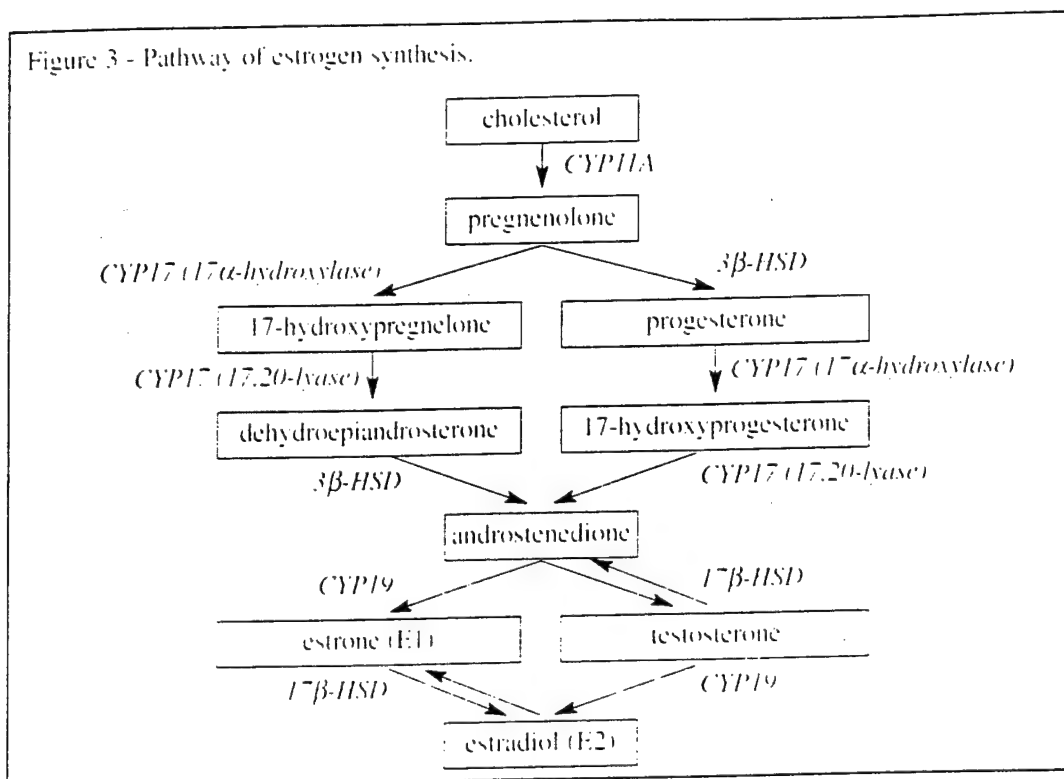 Figure 3 - Pathway of estrogen synthesis.
cholesterol
CYP11A
pregnenolone
CYP17 (17α-hydroxylase)
3β-HSD
17-hydroxypregnelone
progesterone
CYP17 (17,20-lyase)
CYP17 (17α-hydroxylase)
dehydroepiandrosterone
17-hydroxyprogesterone
3β-HSD
CYP17 (17,20-lyase)
androstenedione
CYP19
17β-HSD
estrone (E1)
testosterone
17β-HSD
CYP19
estradiol (E2)